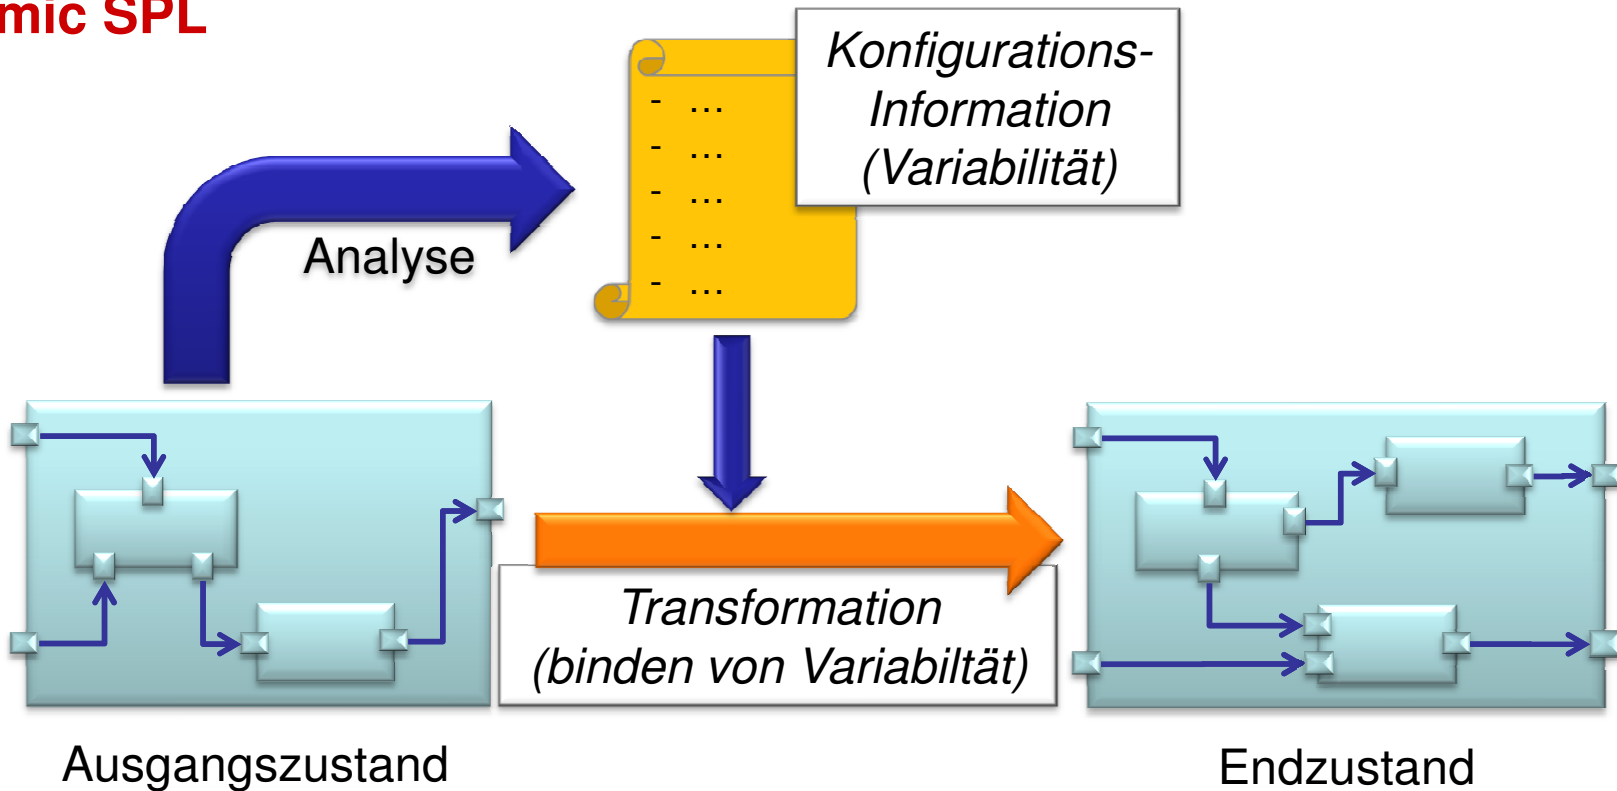 mic SPL
Konfigurations-
Information
(Variabilität)
- ...
- ...
- ...
- ...
- ...
Analyse
Transformation
(binden von Variabiltät)
Ausgangszustand
Endzustand